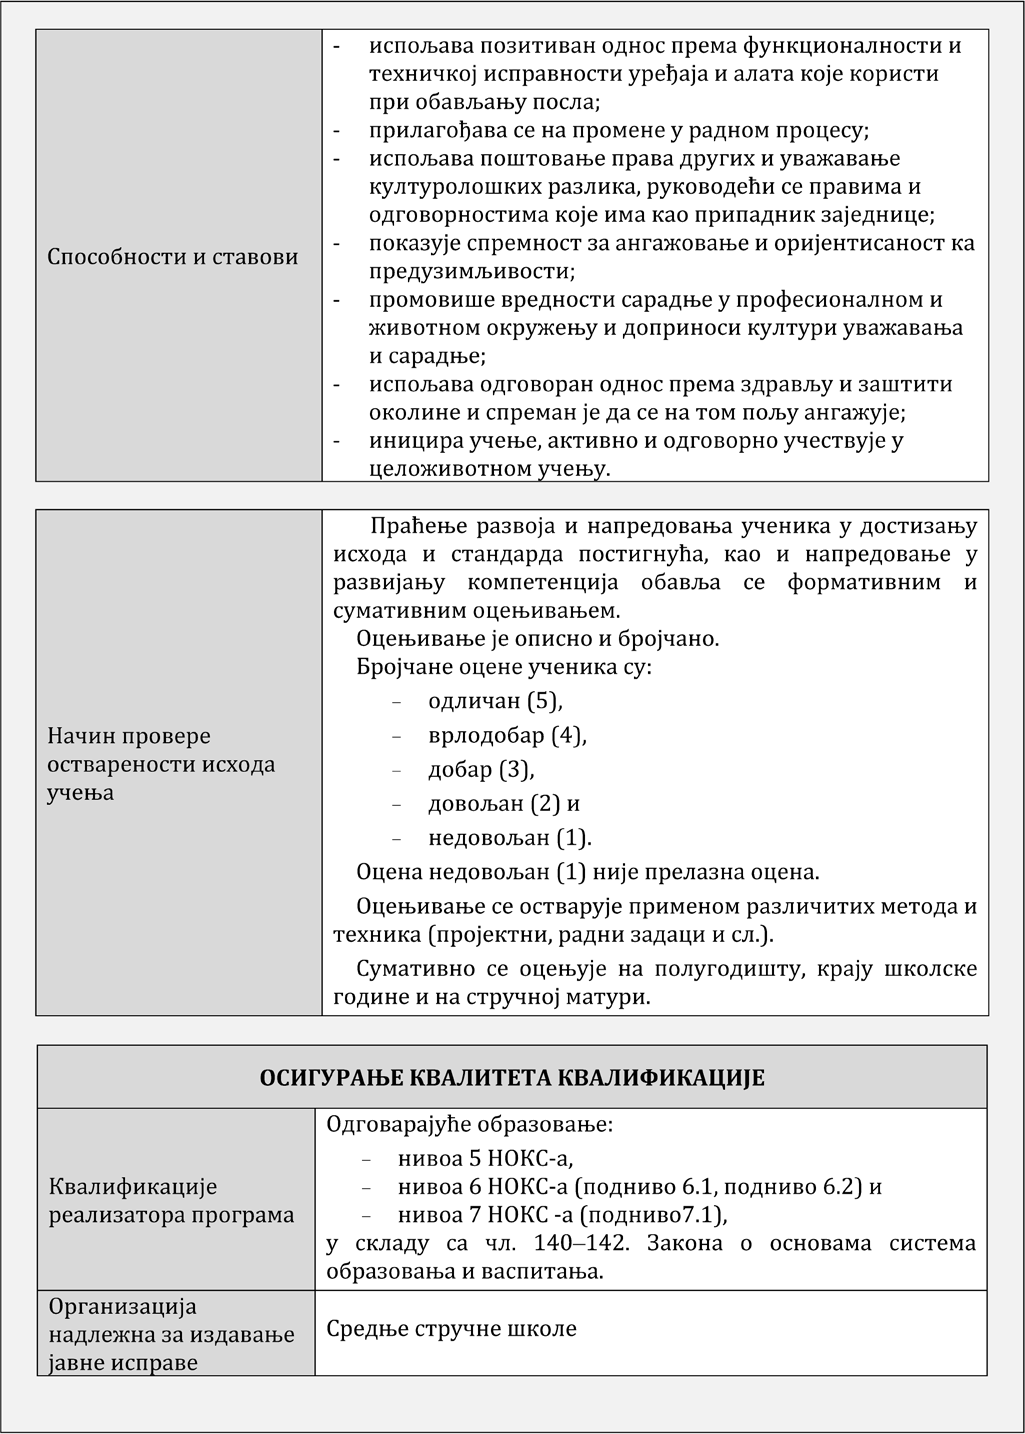 Способности и ставови
- испољава позитиван однос према функционалности и
техничкој исправности уређаја и алата које користи
при обављању посла;
- прилагођава се на промене у радном процесу;
- испољава поштовање права других и уважавање
културолошких разлика, руководећи се правима и
одговорностима које има као припадник заједнице;
- показује спремност за ангажовање и оријентисаност ка
предузимљивости;
- промовише вредности сарадње у професионалном и
животном окружењу и доприноси култури уважавања
и сарадње;
- испољава одговоран однос према здрављу и заштити
околине и спреман је да се на том пољу ангажује;
- иницира учење, активно и одговорно учествује у
целоживотном учењу.
Начин провере
остварености исхода
учења
Праћење развоја и напредовања ученика у достизању
исхода и стандарда постигнућа, као и напредовање у
развијању компетенција обавља се формативним и
сумативним оцењивањем.
Оцењивање је описно и бројчано.
Бројчане оцене ученика су:
– одличан (5),
– врлодобар (4),
– добар (3),
– довољан (2) и
– недовољан (1).
Оцена недовољан (1) није прелазна оцена.
Оцењивање се остварује применом различитих метода и
техника (пројектни, радни задаци и сл.).
Сумативно се оцењује на полугодишту, крају школске
године и на стручној матури.
ОСИГУРАЊЕ КВАЛИТЕТА КВАЛИФИКАЦИЈЕ
Квалификације
реализатора програма
Одговарајуће образовање:
– нивоа 5 НОКС-а,
– нивоа 6 НОКС-а (подниво 6.1, подниво 6.2) и
– нивоа 7 НОКС -а (подниво7.1),
у складу са чл. 140–142. Закона о основама система
образовања и васпитања.
Организација
надлежна за издавање
јавне исправе
Средње стручне школе